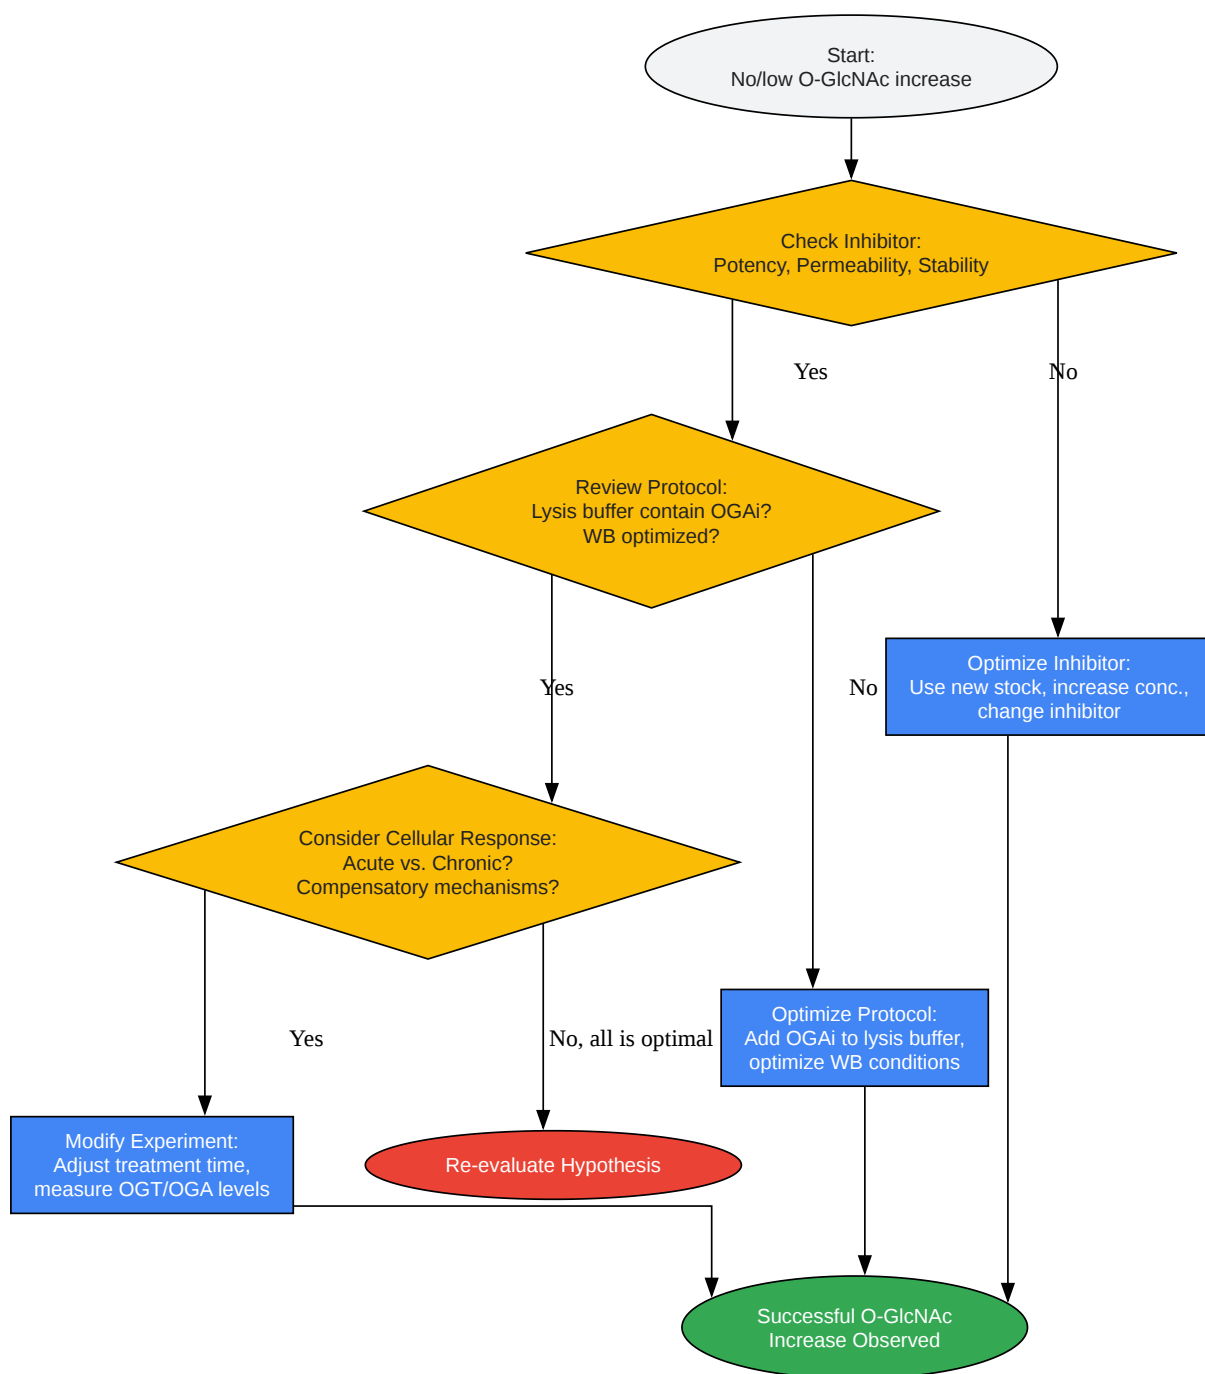 Start:
No/low O-GlcNAc increase
Check Inhibitor:
Potency, Permeability, Stability
Yes
No
Review Protocol:
Lysis buffer contain OGAi?
WB optimized?
Yes
No
Optimize Inhibitor:
Use new stock, increase conc.,
change inhibitor
Consider Cellular Response:
Acute vs. Chronic?
Compensatory mechanisms?
Yes
No, all is optimal
Optimize Protocol:
Add OGAi to lysis buffer,
optimize WB conditions
Modify Experiment:
Adjust treatment time,
measure OGT/OGA levels
Re-evaluate Hypothesis
Successful O-GlcNAc
Increase Observed